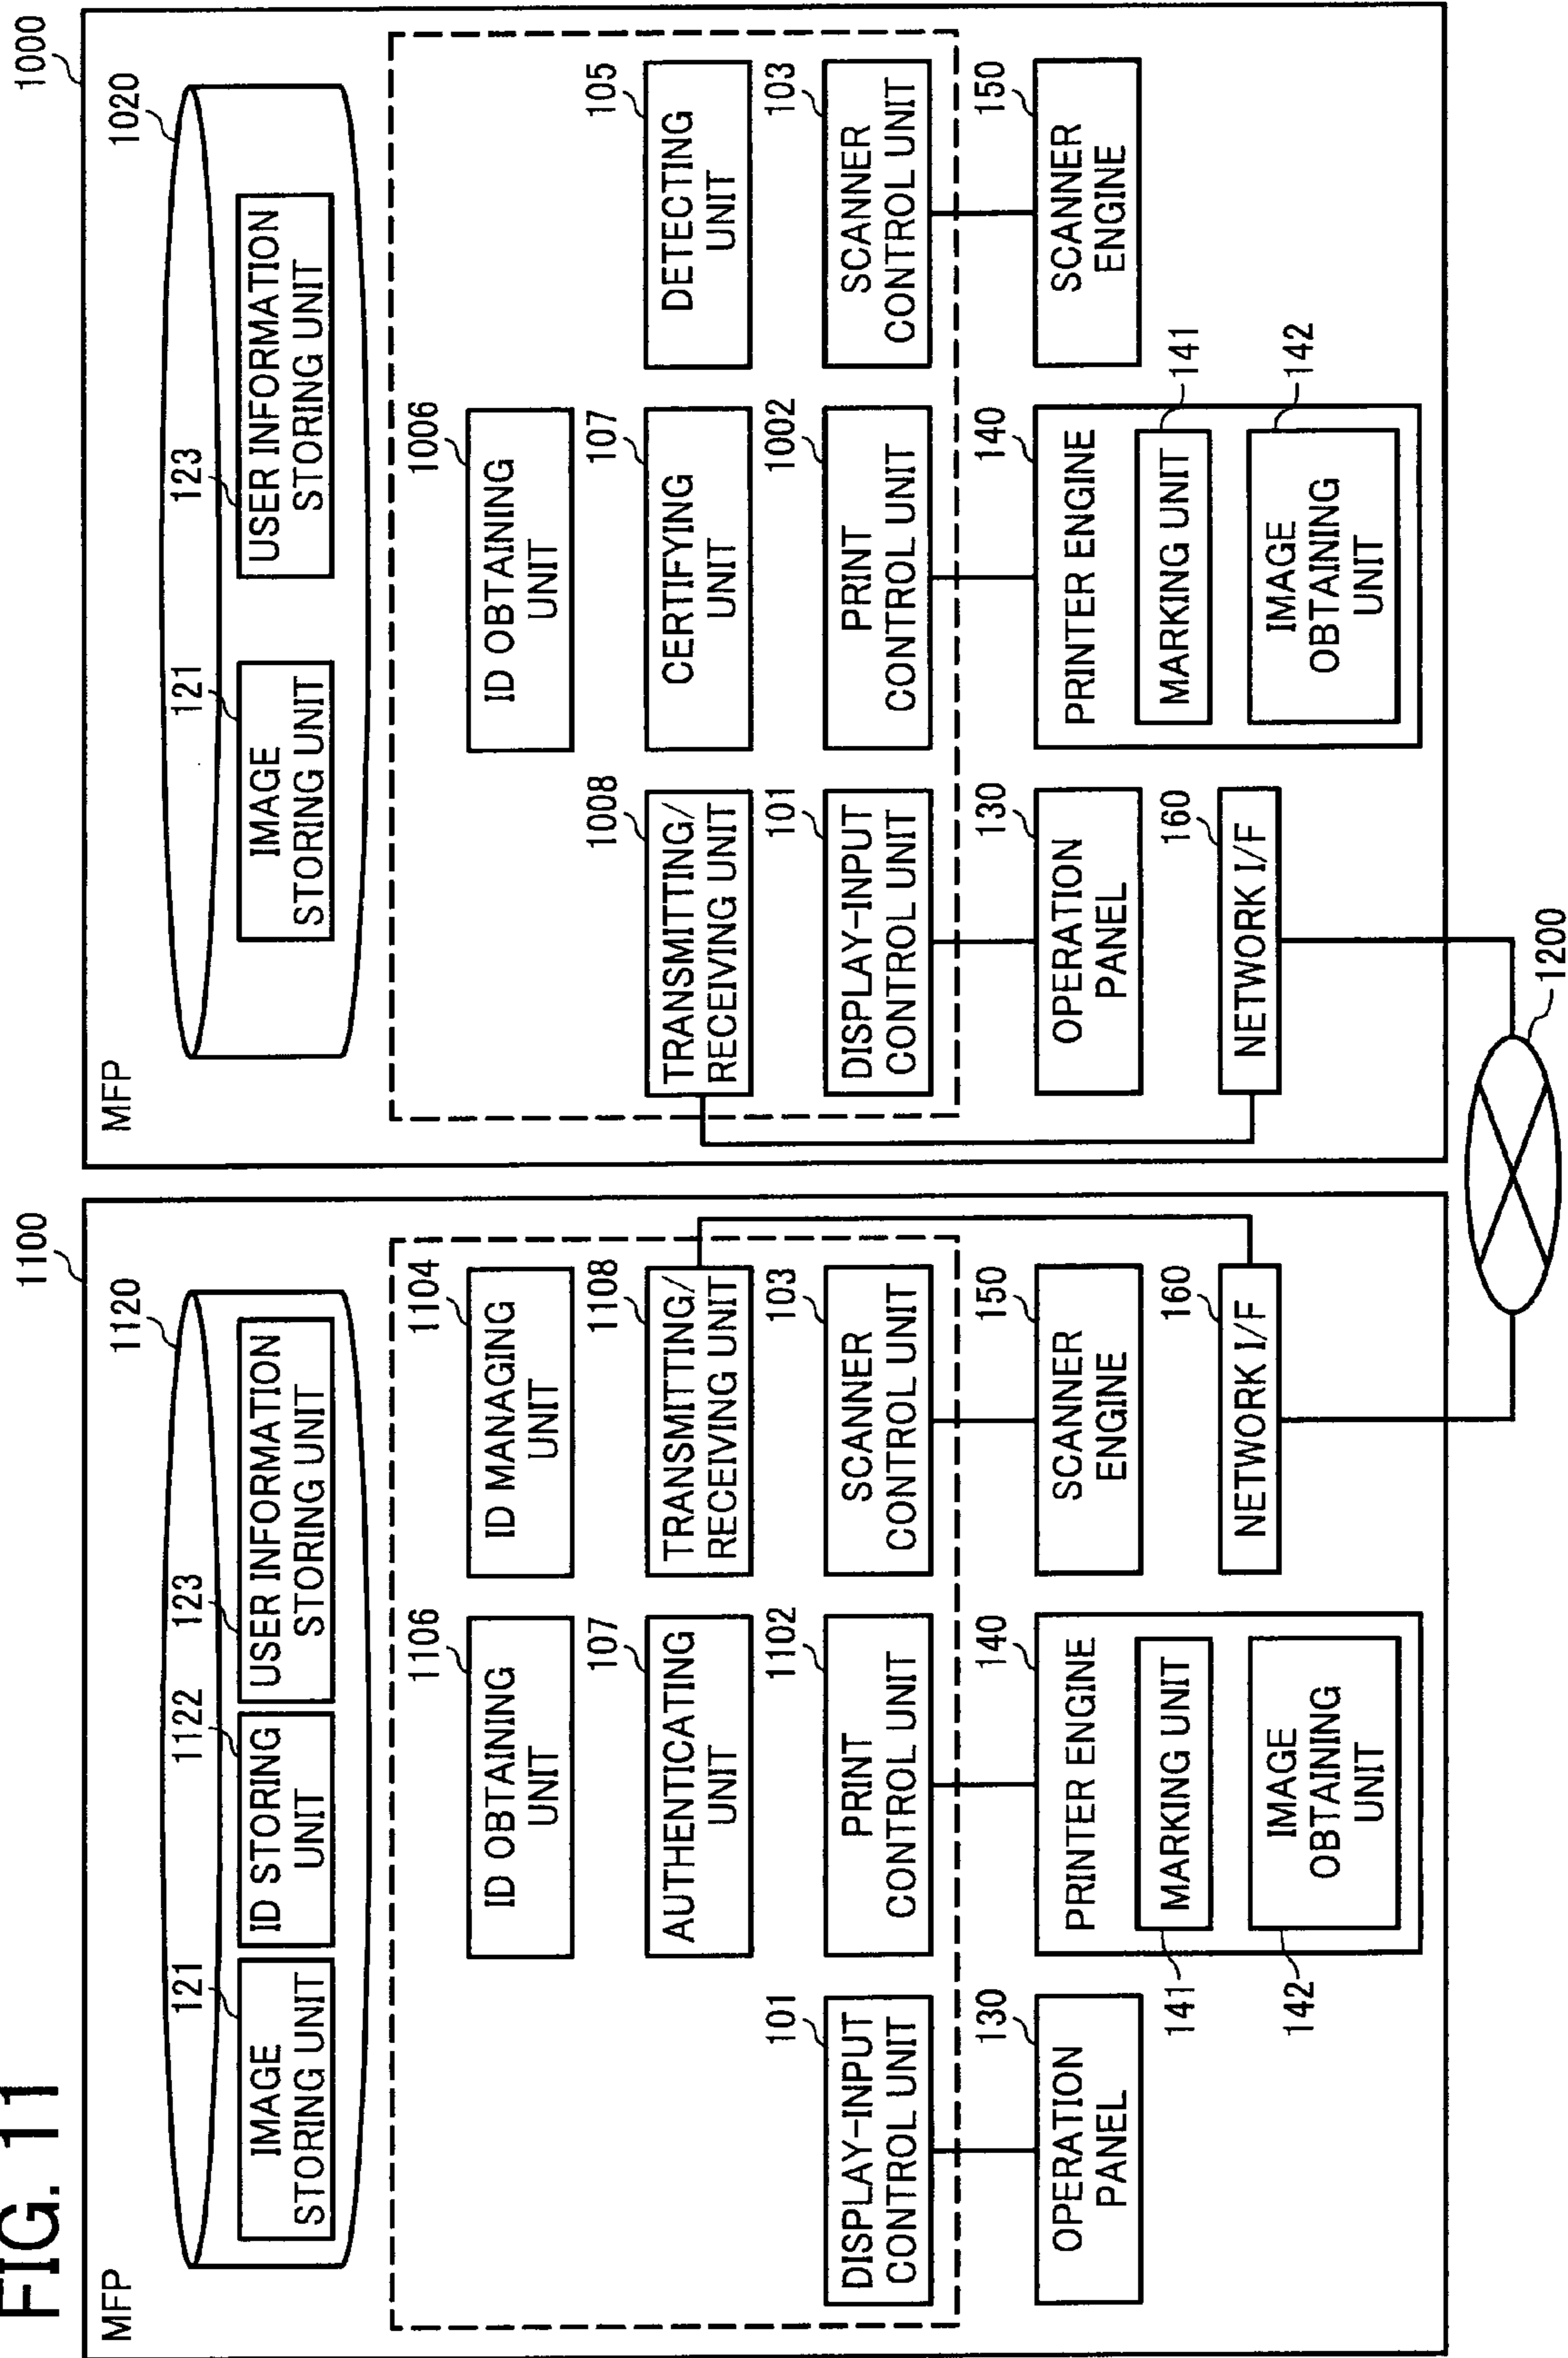 FIG. 11
1100
MFP
1120
121
1122
123
IMAGE
STORING UNIT
ID STORING
UNIT
USER INFORMATION
STORING UNIT
1106
1104
ID OBTAINING
UNIT
ID MANAGING
UNIT
107
1108
AUTHENTICATING
UNIT
TRANSMITTING/
RECEIVING UNIT
101
1102
103
DISPLAY-INPUT
CONTROL UNIT
PRINT
CONTROL UNIT
SCANNER
CONTROL UNIT
130
140
150
OPERATION
PANEL
PRINTER ENGINE
SCANNER
ENGINE
141
MARKING UNIT
160
142
IMAGE
OBTAINING
UNIT
NETWORK I/F
1000
MFP
1020
121
123
IMAGE
STORING UNIT
USER INFORMATION
STORING UNIT
1006
ID OBTAINING
UNIT
1008
107
105
TRANSMITTING/
RECEIVING UNIT
CERTIFYING
UNIT
DETECTING
UNIT
101
1002
103
DISPLAY-INPUT
CONTROL UNIT
PRINT
CONTROL UNIT
SCANNER
CONTROL UNIT
130
140
150
OPERATION
PANEL
PRINTER ENGINE
SCANNER
ENGINE
160
MARKING UNIT
141
NETWORK I/F
IMAGE
OBTAINING
UNIT
142
1200